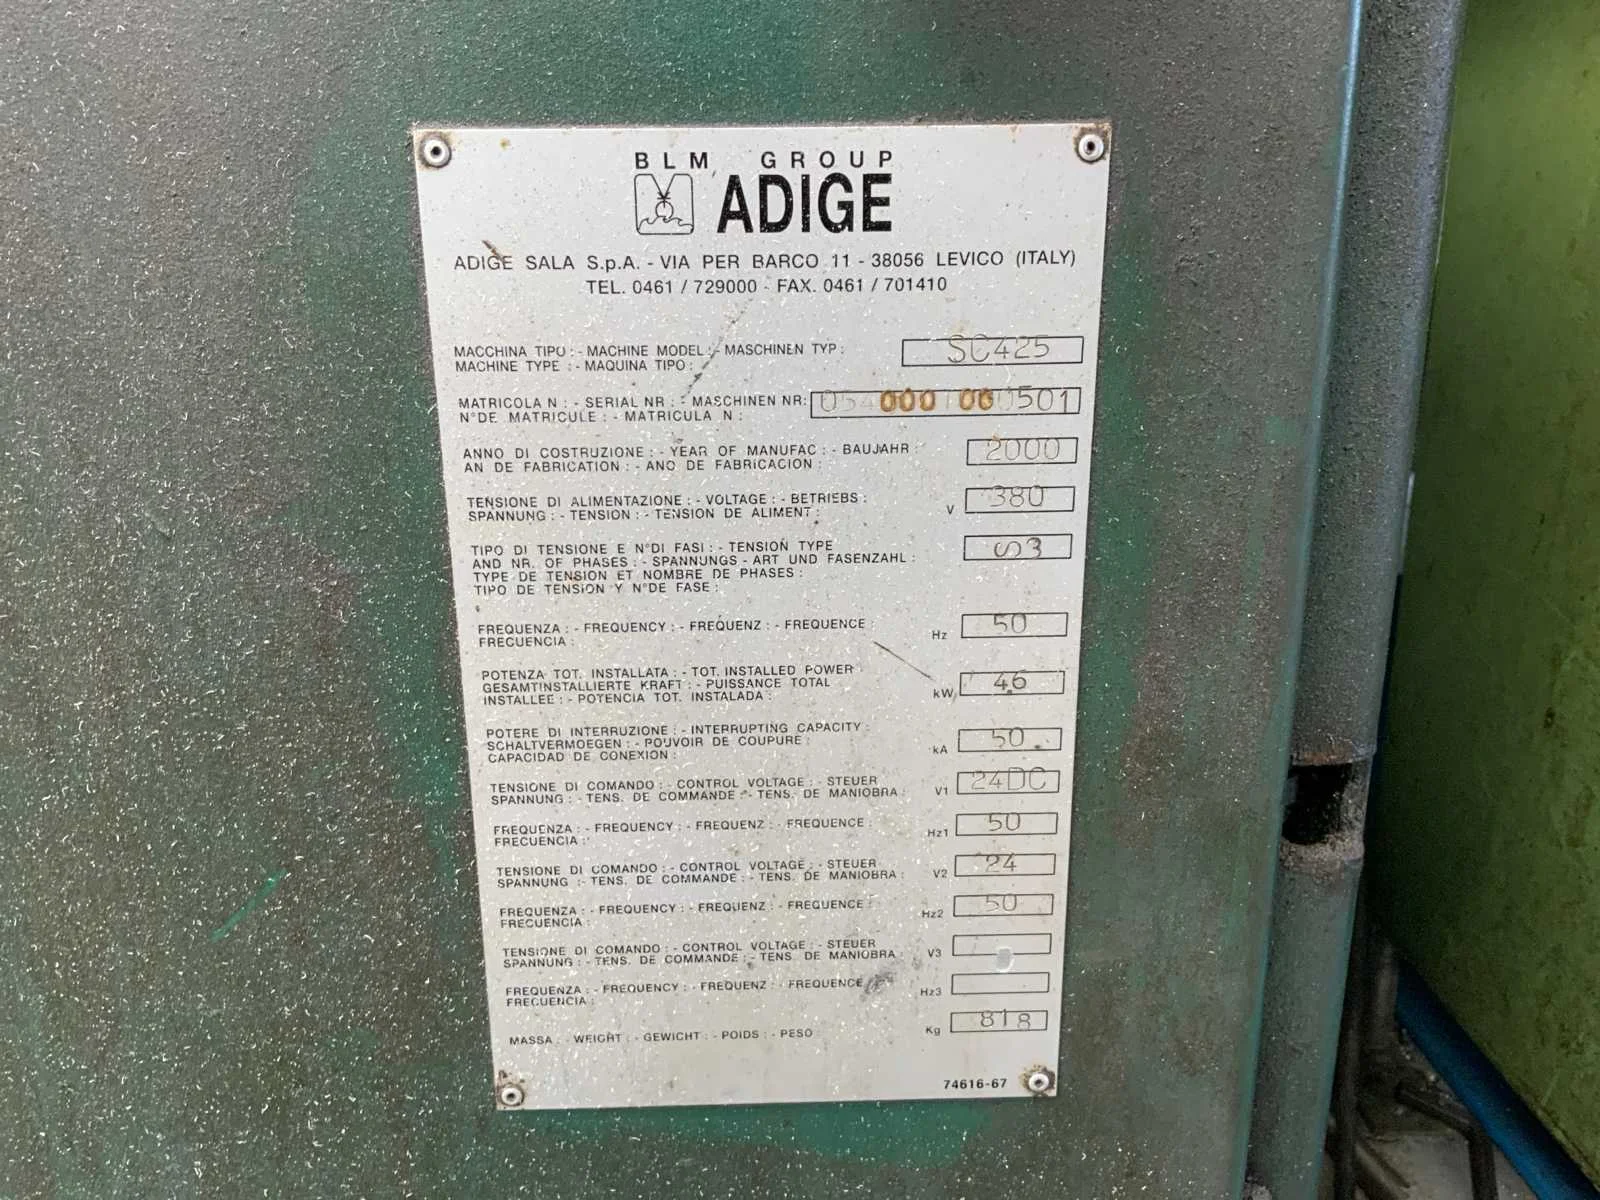 BLM GROUP
ADIGE
ADIGE SALA S.p.A. - VIA PER BARCO 11 - 38056 LEVICO (ITALY)
TEL. 0461 / 729000 - FAX. 0461 / 701410
MACCHINA TIPO : - MACHINE MODEL : - MASCHINEN TYP : SC425
MACHINE TYPE : - MAQUINA TIPO :
MATRICOLA N : - SERIAL NR : - MASCHINEN NR:
N°DE MATRICULE : - MATRICULA N :
ANNO DI COSTRUZIONE : - YEAR OF MANUFAC : - BAUJAHR : 2000
AN DE FABRICATION : - ANO DE FABRICACION :
TENSIONE DI ALIMENTAZIONE : - VOLTAGE : - BETRIEBS : V 380
SPANNUNG : - TENSION : - TENSION DE ALIMENT :
TIPO DI TENSIONE E N°DI FASI : - TENSION TYPE S3
AND NR. OF PHASES : - SPANNUNGS - ART UND FASENZAHL :
TYPE DE TENSION ET NOMBRE DE PHASES :
TIPO DE TENSION Y N°DE FASE :
FREQUENZA : - FREQUENCY : - FREQUENZ : - FREQUENCE : Hz 50
FRECUENCIA :
POTENZA TOT. INSTALLATA : - TOT. INSTALLED POWER
GESAMTINSTALLIERTE KRAFT : - PUISSANCE TOTAL kW 4,6
INSTALLEE : - POTENCIA TOT. INSTALADA :
POTERE DI INTERRUZIONE : - INTERRUPTING CAPACITY :
SCHALTVERMOEGEN : - POUVOIR DE COUPURE : kA 50
CAPACIDAD DE CONEXION :
TENSIONE DI COMANDO : - CONTROL VOLTAGE : - STEUER
SPANNUNG : - TENS. DE COMMANDE : - TENS. DE MANIOBRA : V1 24DC
FREQUENZA : - FREQUENCY : - FREQUENZ : - FREQUENCE : Hz1 50
FRECUENCIA :
TENSIONE DI COMANDO : - CONTROL VOLTAGE : - STEUER
SPANNUNG : - TENS. DE COMMANDE : - TENS. DE MANIOBRA : V2 24
FREQUENZA : - FREQUENCY : - FREQUENZ : - FREQUENCE : Hz2 50
FRECUENCIA :
TENSIONE DI COMANDO : - CONTROL VOLTAGE : - STEUER
SPANNUNG : - TENS. DE COMMANDE : - TENS. DE MANIOBRA : V3
FREQUENZA : - FREQUENCY : - FREQUENZ : - FREQUENCE Hz3
FRECUENCIA :
MASSA : - WEIGHT : - GEWICHT : - POIDS : - PESO : Kg 818
74616-67